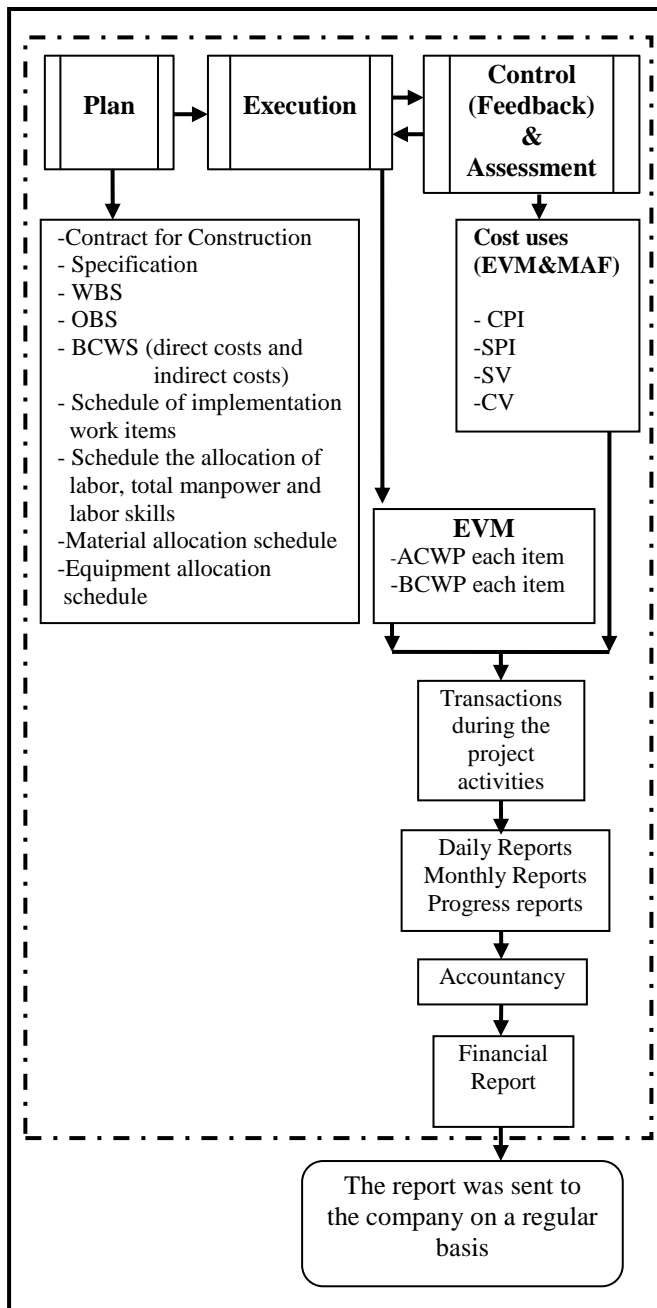 Plan
Execution
Control
(Feedback)
&
Assessment
-Contract for Construction
- Specification
- WBS
- OBS
- BCWS (direct costs and
indirect costs)
- Schedule of implementation
work items
- Schedule the allocation of
labor, total manpower and
labor skills
-Material allocation schedule
-Equipment allocation
schedule
Cost uses
(EVM&MAF)
- CPI
-SPI
-SV
-CV
EVM
-ACWP each item
-BCWP each item
Transactions
during the
project
activities
Daily Reports
Monthly Reports
Progress reports
Accountancy
Financial
Report
The report was sent to
the company on a regular
basis